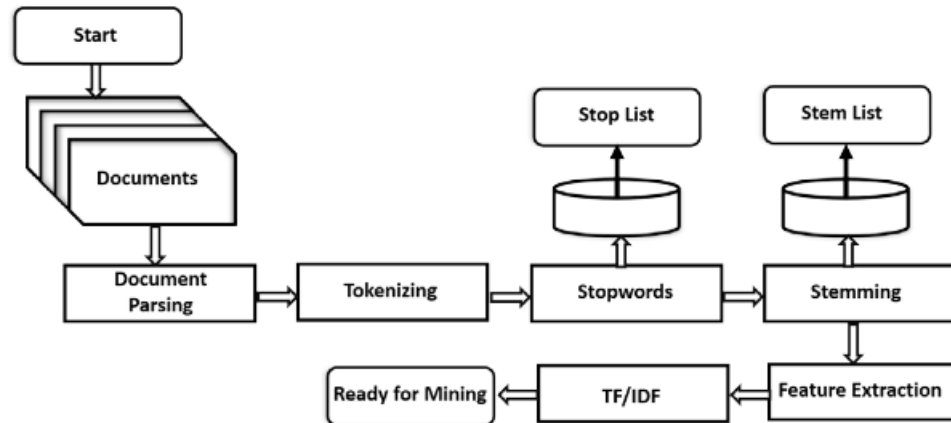 Start
Stop List
Stem List
Documents
Document
Parsing
Tokenizing
Stopwords
Stemming
Ready for Mining
TF/IDF
Feature Extraction